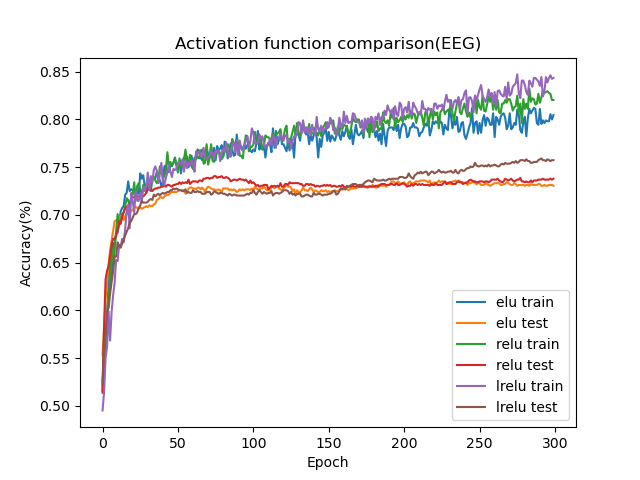 Activation function comparison(EEG)
Accuracy(%)
0.85
0.80
0.75
0.70
0.65
0.60
0.55
0.50
elu train
elu test
relu train
relu test
lrelu train
lrelu test
0 50 100 150 200 250 300
Epoch